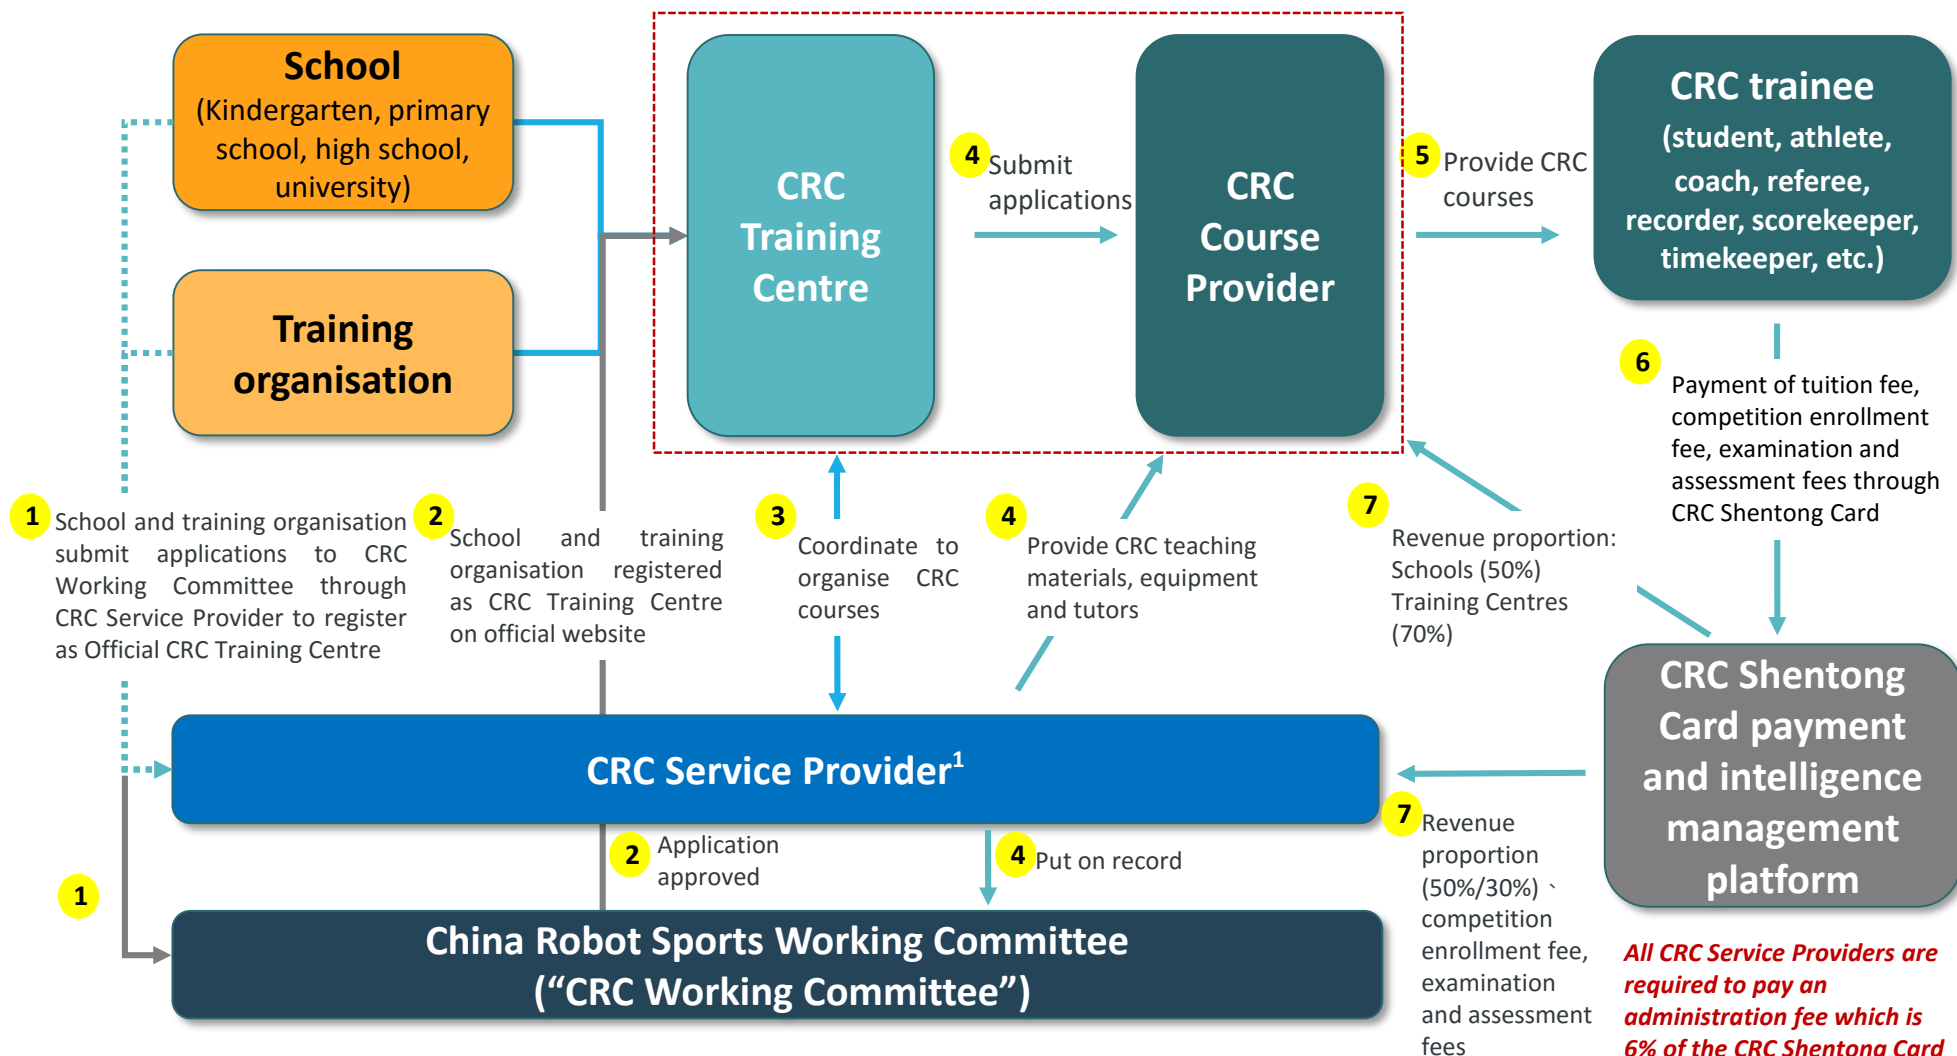 School
(Kindergarten, primary
school, high school,
university)
Training
organisation
CRC
Training
Centre
4
Submit
applications
CRC
Course
Provider
5
Provide CRC
courses
CRC trainee
(student, athlete,
coach, referee,
recorder, scorekeeper,
timekeeper, etc.)
6
Payment of tuition fee,
competition enrollment
fee, examination and
assessment fees through
CRC Shentong Card
1
School and training organisation
submit applications to CRC
Working Committee through
CRC Service Provider to register
as Official CRC Training Centre
2
School and training
organisation registered
as CRC Training Centre
on official website
3
Coordinate to
organise CRC
courses
4
Provide CRC teaching
materials, equipment
and tutors
7
Revenue proportion:
Schools (50%)
Training Centres
(70%)
CRC Shentong
Card payment
and intelligence
management
platform
CRC Service Provider¹
2
Application
approved
4
Put on record
7
Revenue
proportion
(50%/30%)、
competition
enrollment fee,
examination
and assessment
fees
1
China Robot Sports Working Committee
(“CRC Working Committee”)
All CRC Service Providers are
required to pay an
administration fee which is
6% of the CRC Shentong Card